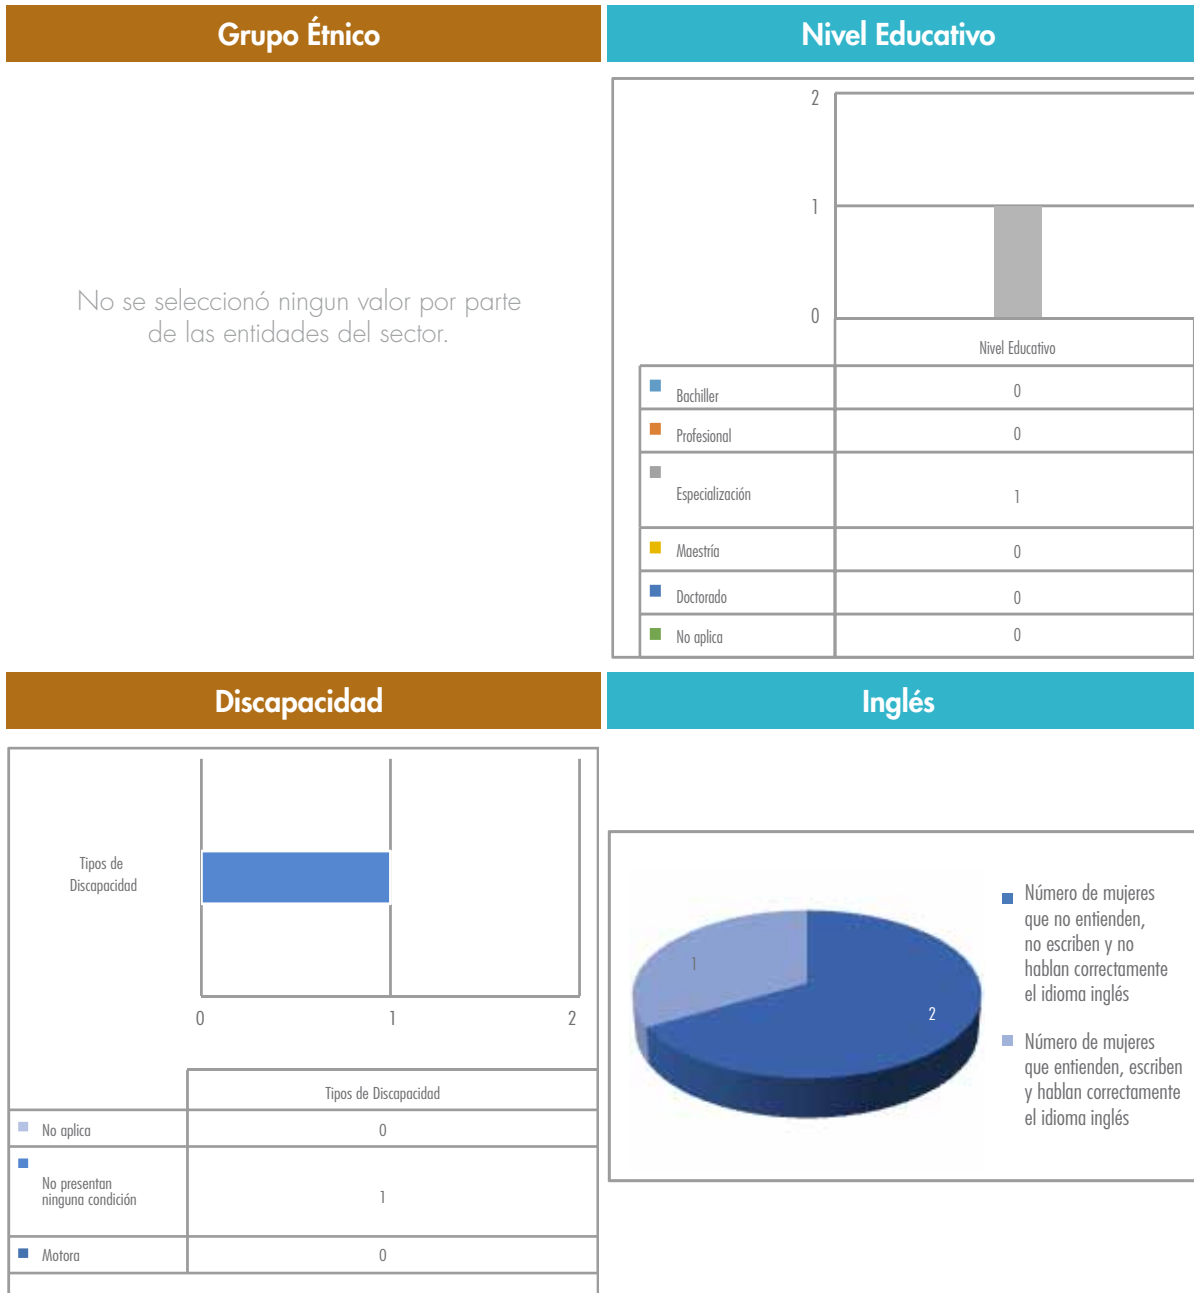 Grupo Étnico
No se seleccionó ningun valor por parte
de las entidades del sector.
Nivel Educativo
2
1
0
Nivel Educativo
Bachiller 0
Profesional 0
Especialización 1
Maestría 0
Doctorado 0
No aplica 0
Discapacidad
Tipos de
Discapacidad
0 1 2
Tipos de Discapacidad
No aplica 0
No presentan
ninguna condición 1
Motora 0
Inglés
1
2
Número de mujeres
que no entienden,
no escriben y no
hablan correctamente
el idioma inglés
Número de mujeres
que entienden, escriben
y hablan correctamente
el idioma inglés